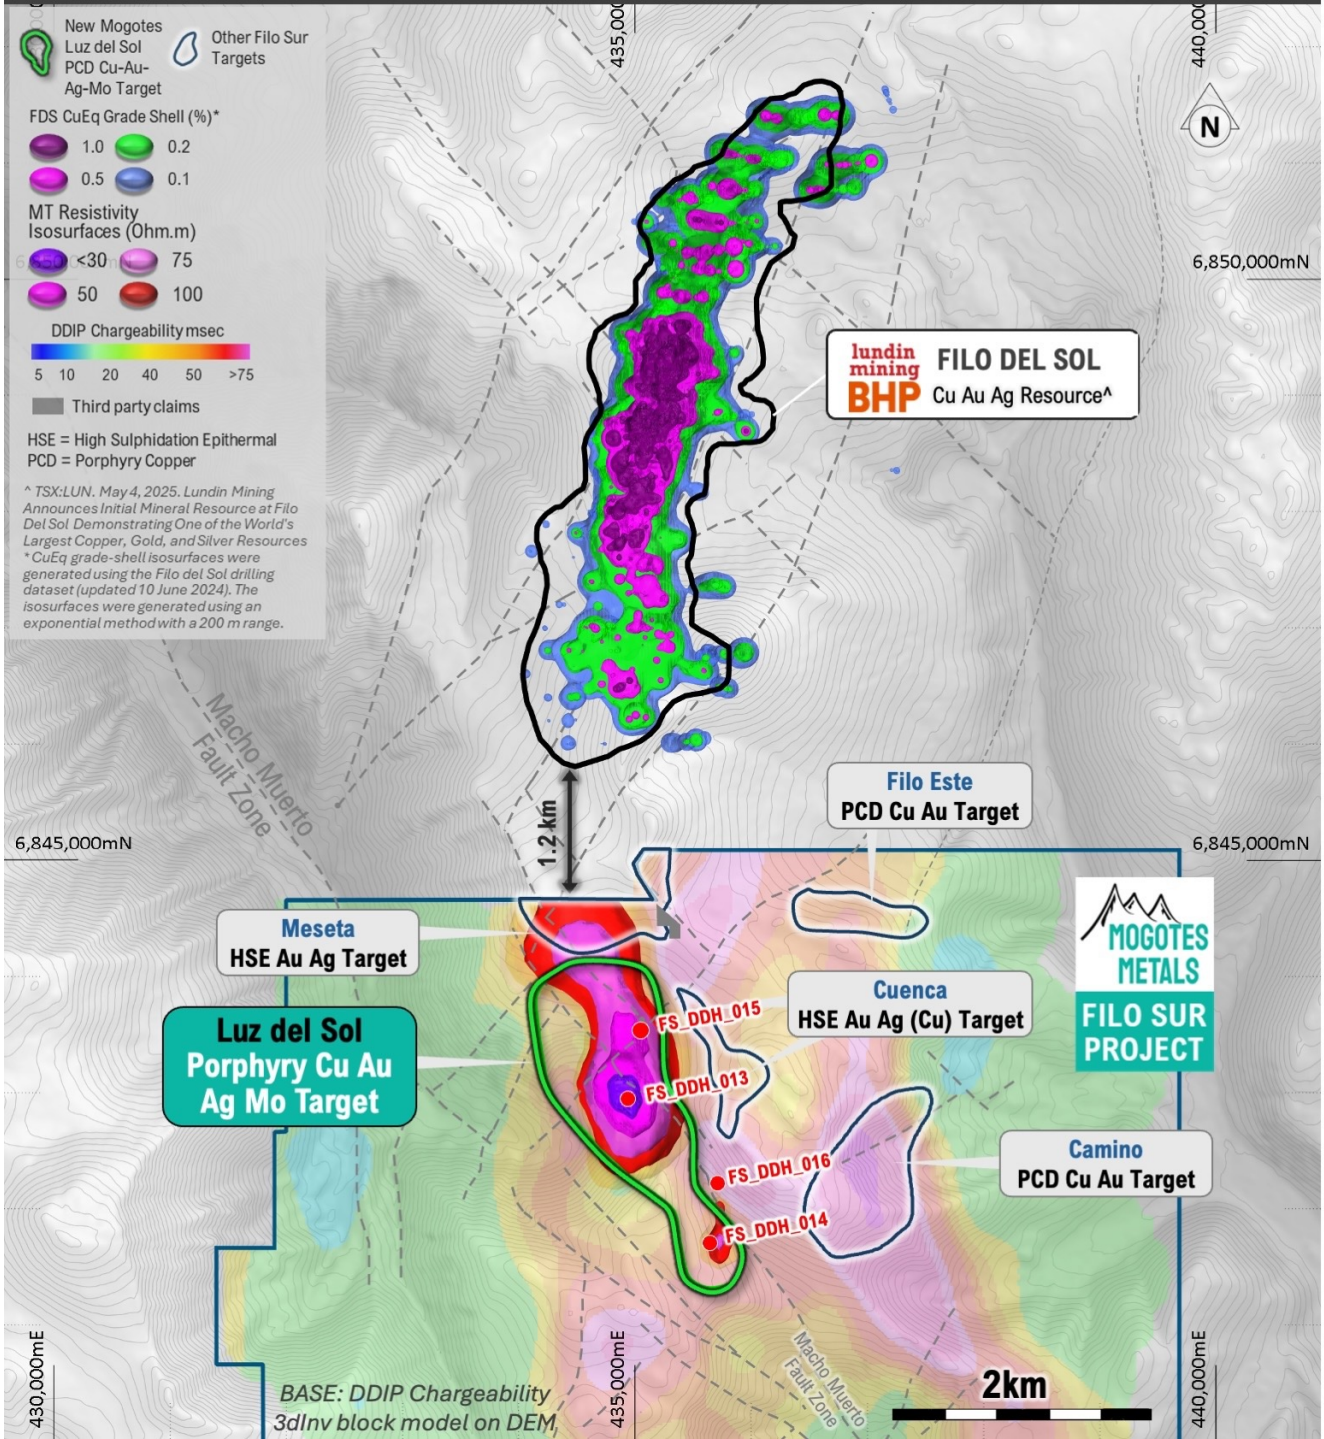 New Mogotes
Luz del Sol
PCD Cu-Au-
Ag-Mo Target
Other Filo Sur
Targets
FDS CuEq Grade Shell (%)*
1.0 0.2
0.5 0.1
MT Resistivity
Isosurfaces (Ohm.m)
<30 75
50 100
DDIP Chargeability msec
5 10 20 40 50 >75
Third party claims
HSE = High Sulphidation Epithermal
PCD = Porphyry Copper
^ TSX:LUN. May 4, 2025. Lundin Mining
Announces Initial Mineral Resource at Filo
Del Sol Demonstrating One of the World's
Largest Copper, Gold, and Silver Resources
* CuEq grade-shell isosurfaces were
generated using the Filo del Sol drilling
dataset (updated 10 June 2024). The
isosurfaces were generated using an
exponential method with a 200 m range.
435,000
440,000
N
6,850,000mN
6,850,000mN
lundin
mining
BHP
FILO DEL SOL
Cu Au Ag Resource^
Macho Muerto
Fault Zone
1.2 km
6,845,000mN
6,845,000mN
Filo Este
PCD Cu Au Target
Meseta
HSE Au Ag Target
MOGOTES
METALS
FILO SUR
PROJECT
Cuenca
HSE Au Ag (Cu) Target
Luz del Sol
Porphyry Cu Au
Ag Mo Target
FS_DDH_015
FS_DDH_013
FS_DDH_016
FS_DDH_014
Camino
PCD Cu Au Target
Macho Muerto
Fault Zone
430,000mE
435,000mE
440,000mE
BASE: DDIP Chargeability
3dInv block model on DEM
2km